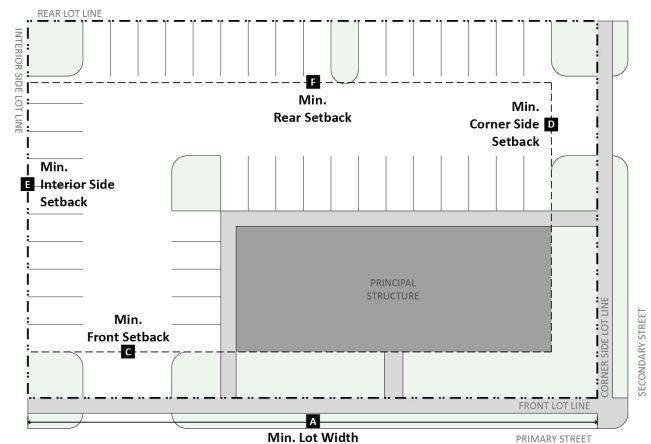 REAR LOT LINE
INTERIOR SIDE LOT LINE
F
Min.
Rear Setback
Min.
Corner Side
Setback
D
Min.
E
Interior Side
Setback
PRINCIPAL
STRUCTURE
Min.
Front Setback
C
CORNER SIDE LOT LINE
SECONDARY STREET
FRONT LOT LINE
A
Min. Lot Width
PRIMARY STREET